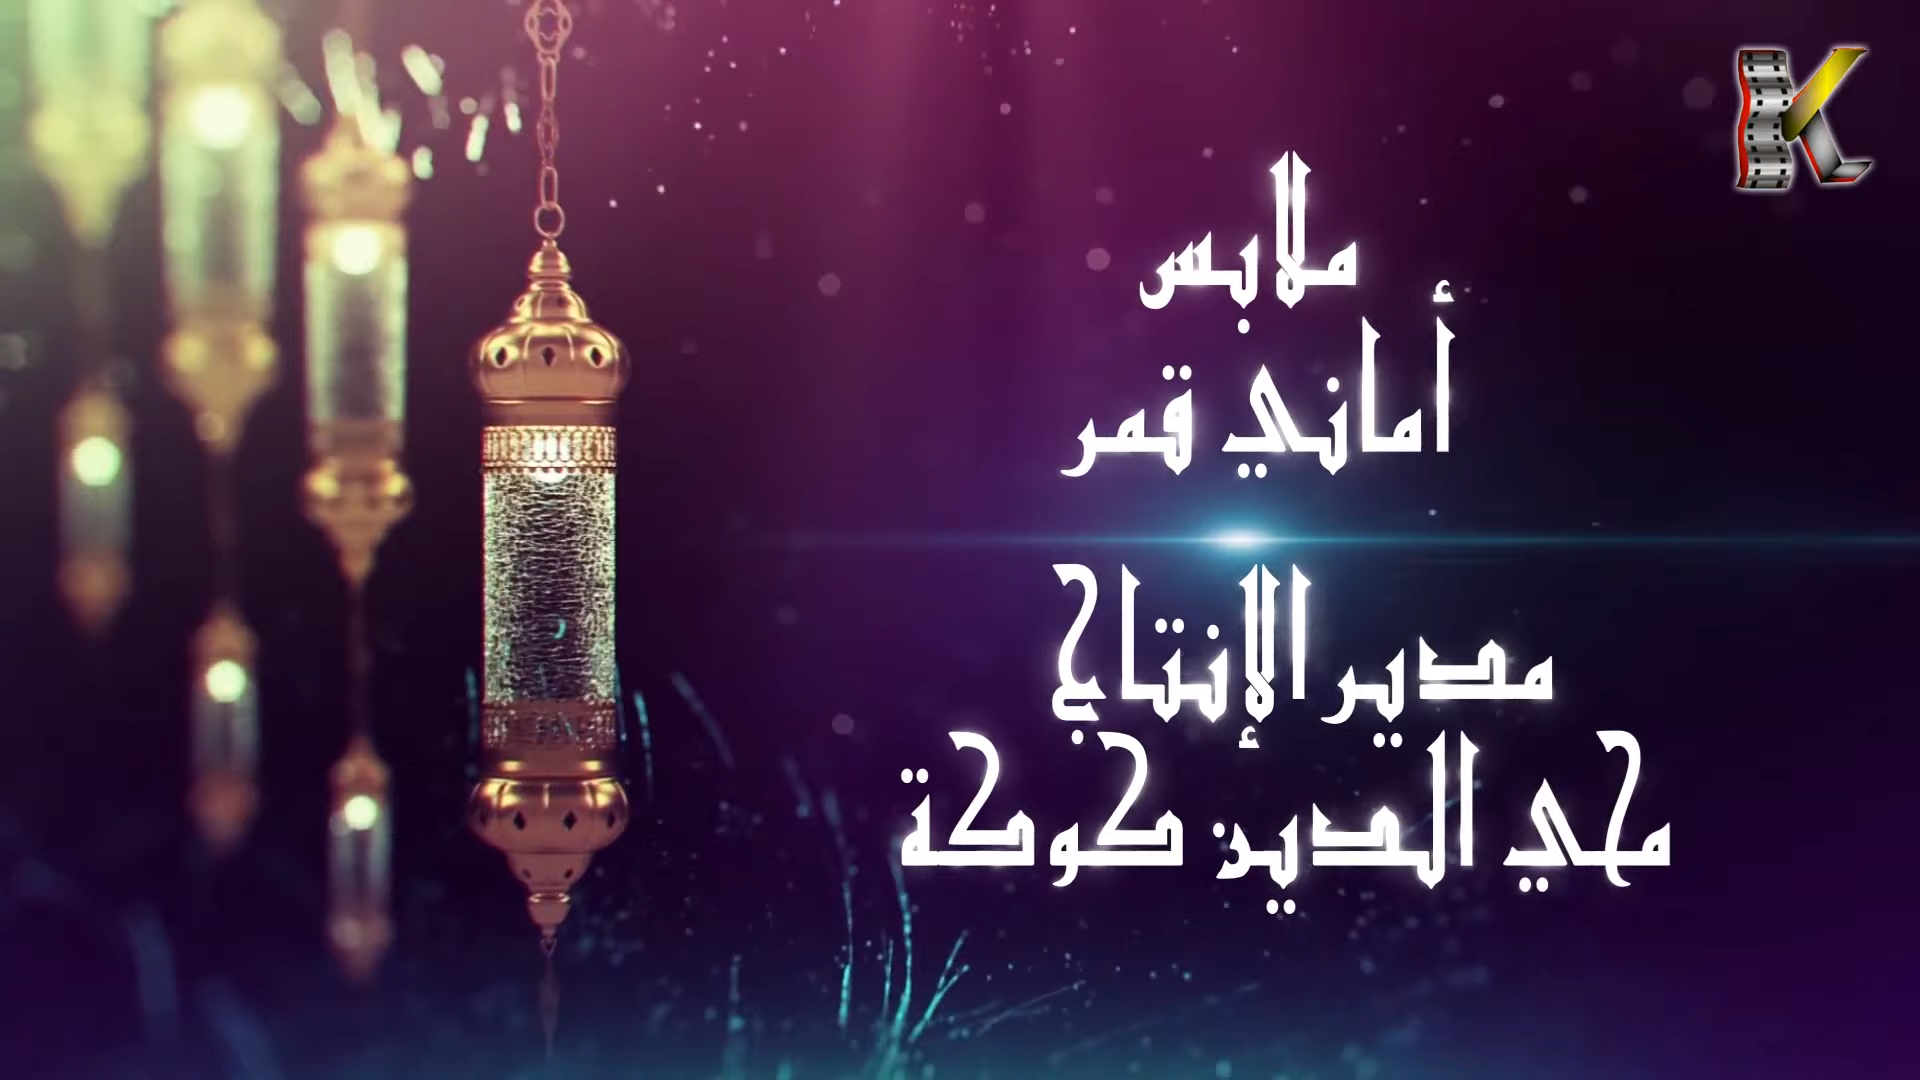 ملابس
أماني قمر
مدير الإنتاج
محي الدين كوكة
K